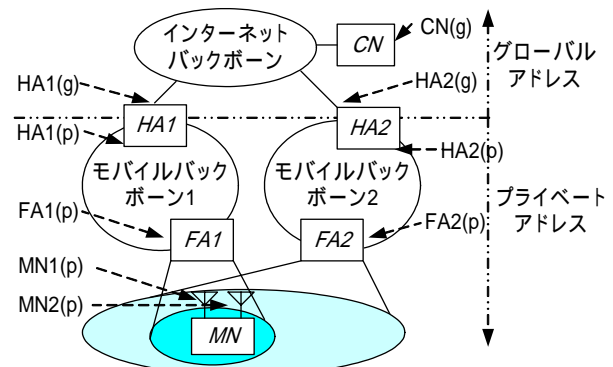 インターネット
バックボーン
CN
CN(g)
グローバル
アドレス
HA1(g)
HA2(g)
HA1
HA2
HA1(p)
HA2(p)
モバイルバック
ボーン1
モバイルバック
ボーン2
プライベート
アドレス
FA1(p)
FA2(p)
FA1
FA2
MN1(p)
MN2(p)
MN